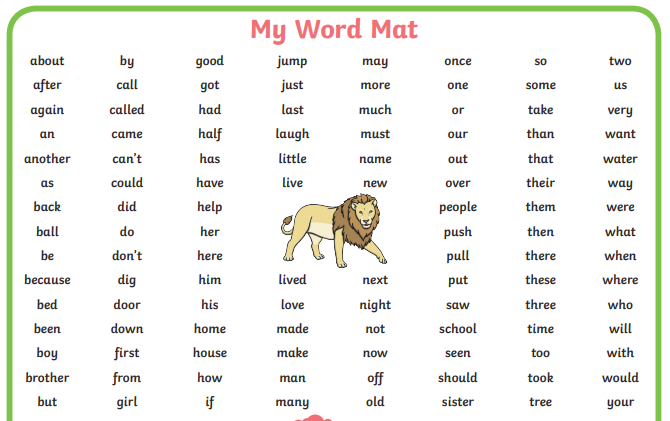 My Word Mat
about by good jump may once so two
after call got just more one some us
again called had last much or take very
an came half laugh must our than want
another can't has little name out that water
as could have live new over their way
back did help people them were
ball do her push then what
be don't here pull there when
because dig him lived next put these where
bed door his love night saw three who
been down home made not school time will
boy first house make now seen too with
brother from how man off should took would
but girl if many old sister tree your